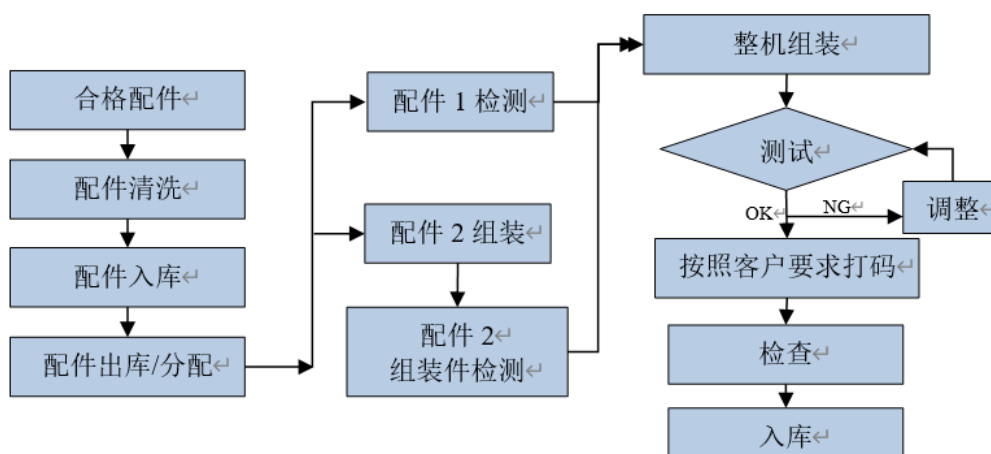 合格配件
配件清洗
配件入库
配件出库/分配
配件 1 检测
配件 2 组装
配件 2
组装件检测
整机组装
测试
OK
NG
调整
按照客户要求打码
检查
入库